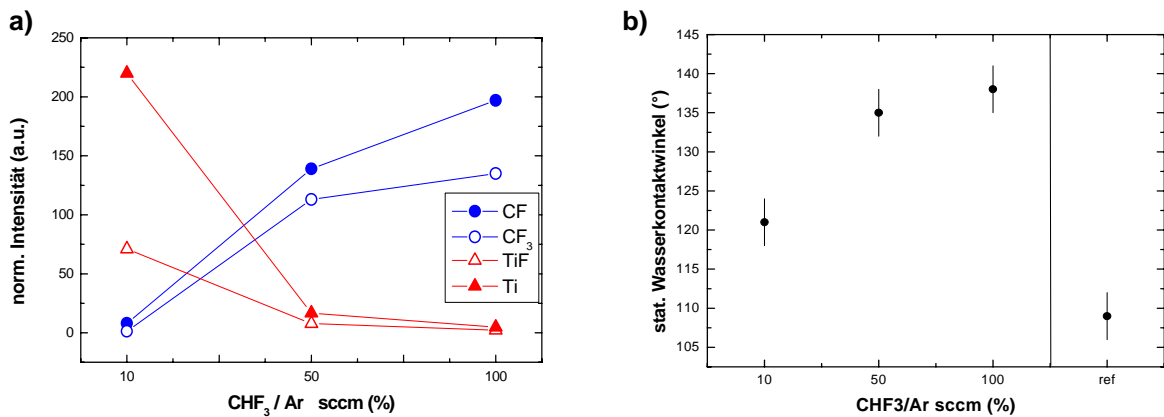 a)
norm. Intensität (a.u.)
250
200
150
100
50
0
CF
CF3
TiF
Ti
10
50
100
CHF3 / Ar sccm (%)
b)
stat. Wasserkontaktwinkel (°)
145
140
135
130
125
120
115
110
105
10
50
100
ref
CHF3/Ar sccm (%)